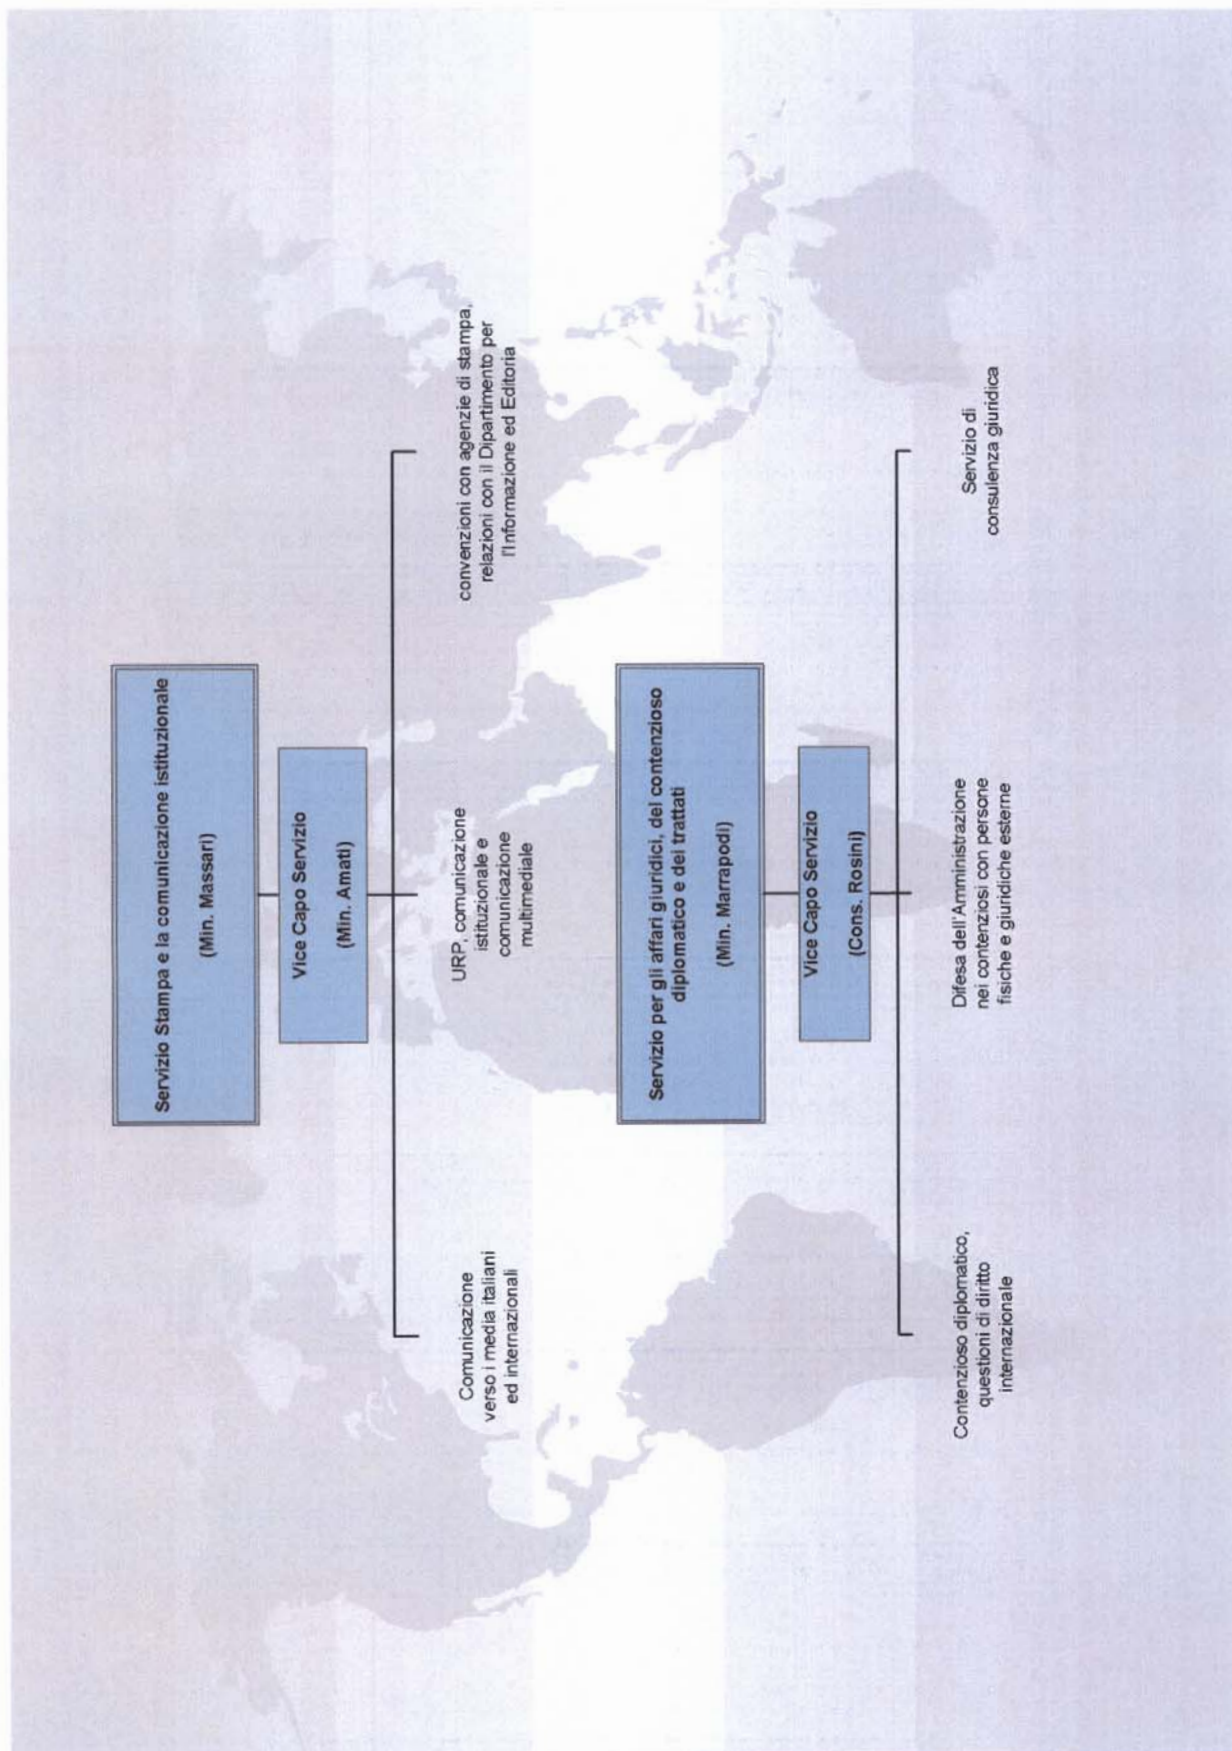 Servizio Stampa e la comunicazione istituzionale
(Min. Massari)
Vice Capo Servizio
(Min. Amati)
Comunicazione
verso i media italiani
ed internazionali
URP, comunicazione
istituzionale e
comunicazione
multimediale
convenzioni con agenzie di stampa,
relazioni con il Dipartimento per
l'Informazione ed Editoria
Servizio per gli affari giuridici, del contenzioso
diplomatico e dei trattati
(Min. Marrapodi)
Vice Capo Servizio
(Cons. Rosini)
Contenzioso diplomatico,
questioni di diritto
internazionale
Difesa dell'Amministrazione
nei contenziosi con persone
fisiche e giuridiche esterne
Servizio di
consulenza giuridica